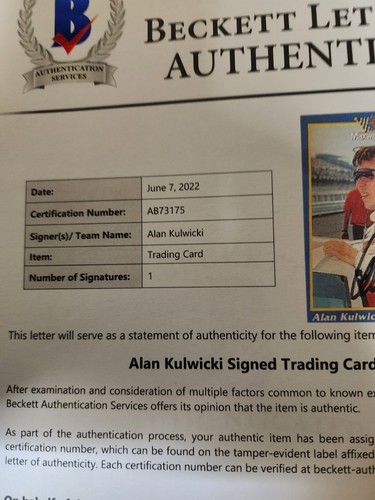 B
AUTHENTICATION
SERVICES
BECKETT LET
AUTHENTI
Date: June 7, 2022
Certification Number: AB73175
Signer(s)/ Team Name: Alan Kulwicki
Item: Trading Card
Number of Signatures: 1
Alan Kulwic
This letter will serve as a statement of authenticity for the following item
Alan Kulwicki Signed Trading Card
After examination and consideration of multiple factors common to known ex
Beckett Authentication Services offers its opinion that the item is authentic.
As part of the authentication process, your authentic item has been assig
certification number, which can be found on the tamper-evident label affixed
letter of authenticity. Each certification number can be verified at beckett-auth